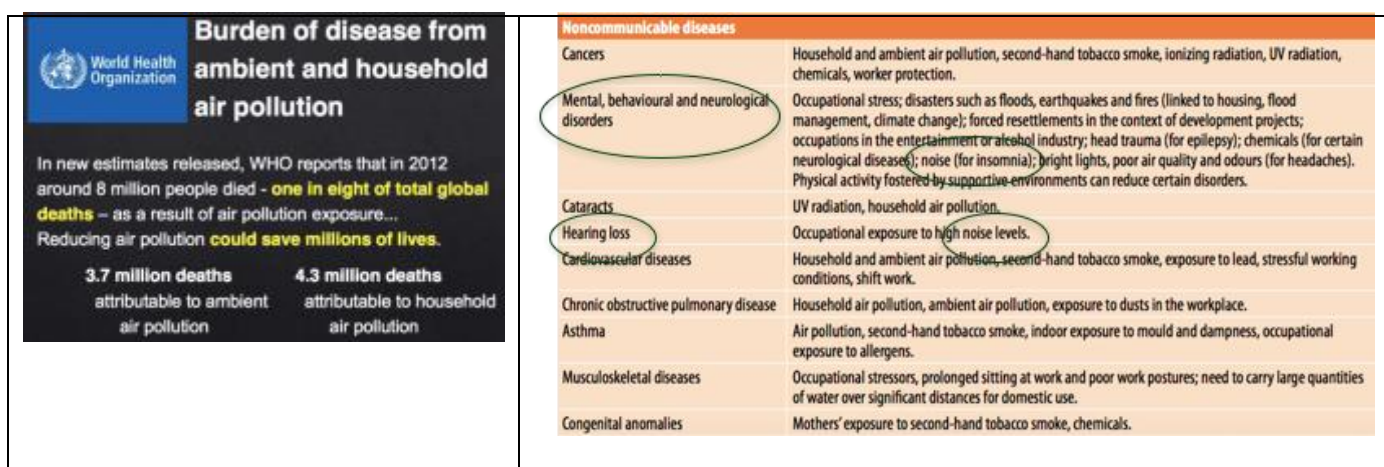 World Health
Organization
Burden of disease from
ambient and household
air pollution
In new estimates released, WHO reports that in 2012
around 8 million people died - one in eight of total global
deaths – as a result of air pollution exposure...
Reducing air pollution could save millions of lives.
3.7 million deaths
attributable to ambient
air pollution
4.3 million deaths
attributable to household
air pollution
Noncommunicable diseases
Cancers
Household and ambient air pollution, second-hand tobacco smoke, ionizing radiation, UV radiation,
chemicals, worker protection.
Mental, behavioural and neurological
disorders
Occupational stress; disasters such as floods, earthquakes and fires (linked to housing, flood
management, climate change); forced resettlements in the context of development projects;
occupations in the entertainment or alcohol industry; head trauma (for epilepsy); chemicals (for certain
neurological diseases); noise (for insomnia); bright lights, poor air quality and odours (for headaches).
Physical activity fostered by supportive environments can reduce certain disorders.
Cataracts
UV radiation, household air pollution.
Hearing loss
Occupational exposure to high noise levels.
Cardiovascular diseases
Household and ambient air pollution, second-hand tobacco smoke, exposure to lead, stressful working
conditions, shift work.
Chronic obstructive pulmonary disease
Household air pollution, ambient air pollution, exposure to dusts in the workplace.
Asthma
Air pollution, second-hand tobacco smoke, indoor exposure to mould and dampness, occupational
exposure to allergens.
Musculoskeletal diseases
Occupational stressors, prolonged sitting at work and poor work postures; need to carry large quantities
of water over significant distances for domestic use.
Congenital anomalies
Mothers' exposure to second-hand tobacco smoke, chemicals.